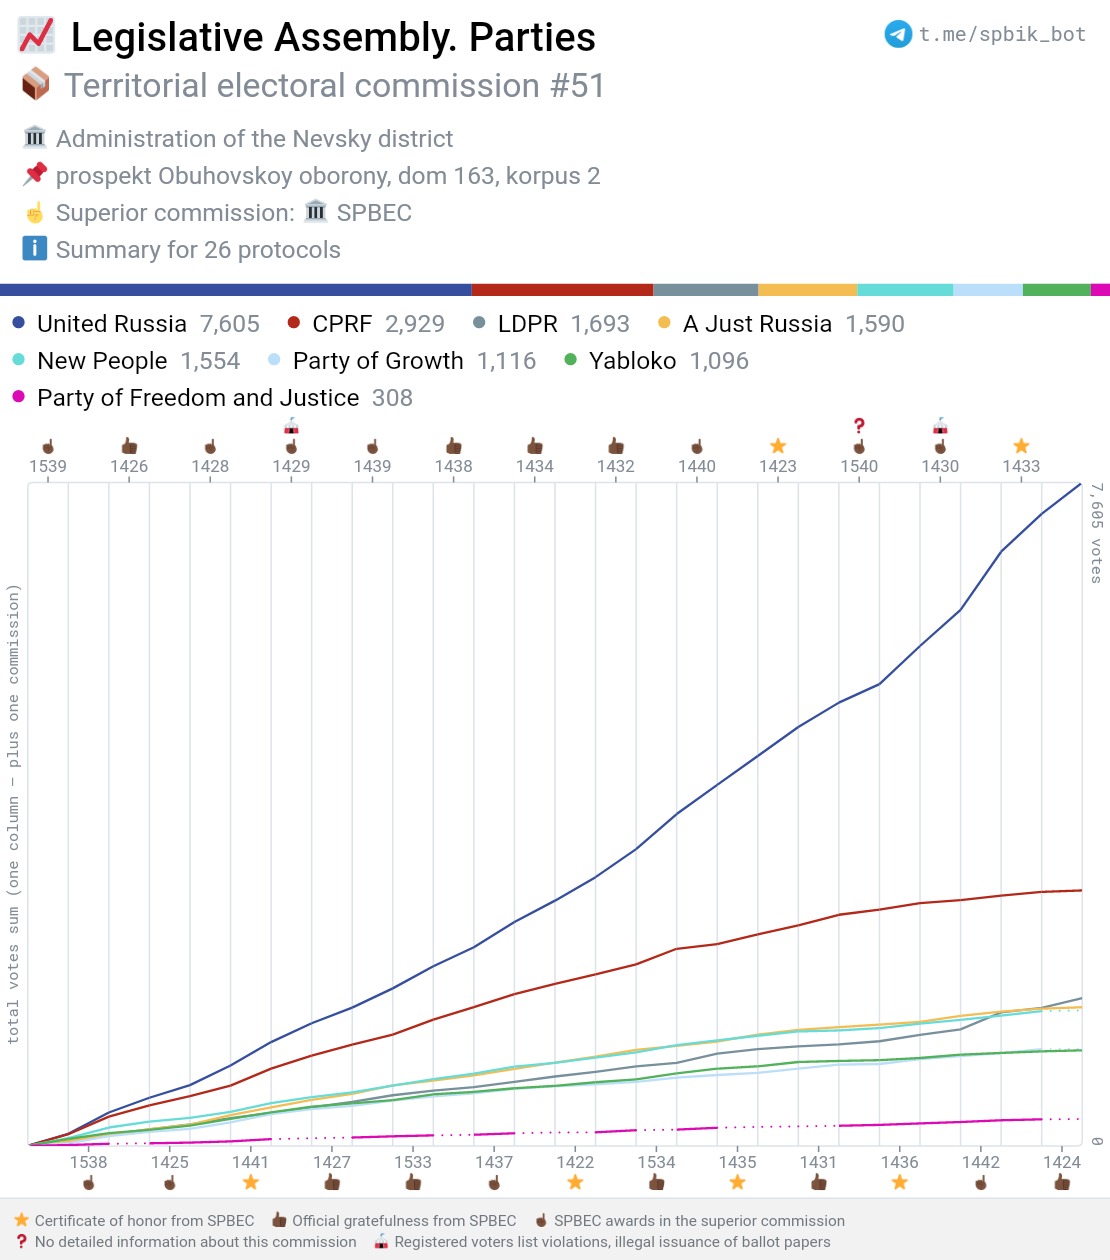 Legislative Assembly. Parties
t.me/spbik_bot
Territorial electoral commission #51
Administration of the Nevsky district
prospekt Obuhovskoy oborony, dom 163, korpus 2
Superior commission: SPBEC
Summary for 26 protocols
United Russia 7,605 CPRF 2,929 LDPR 1,693 A Just Russia 1,590
New People 1,554 Party of Growth 1,116 Yabloko 1,096
Party of Freedom and Justice 308
1539 1426 1428 1429 1439 1438 1434 1432 1440 1423 1540 1430 1433
7,605 votes
total votes sum (one column – plus one commission)
0
1538 1425 1441 1427 1533 1437 1422 1534 1435 1431 1436 1442 1424
Certificate of honor from SPBEC Official gratefulness from SPBEC SPBEC awards in the superior commission
No detailed information about this commission Registered voters list violations, illegal issuance of ballot papers